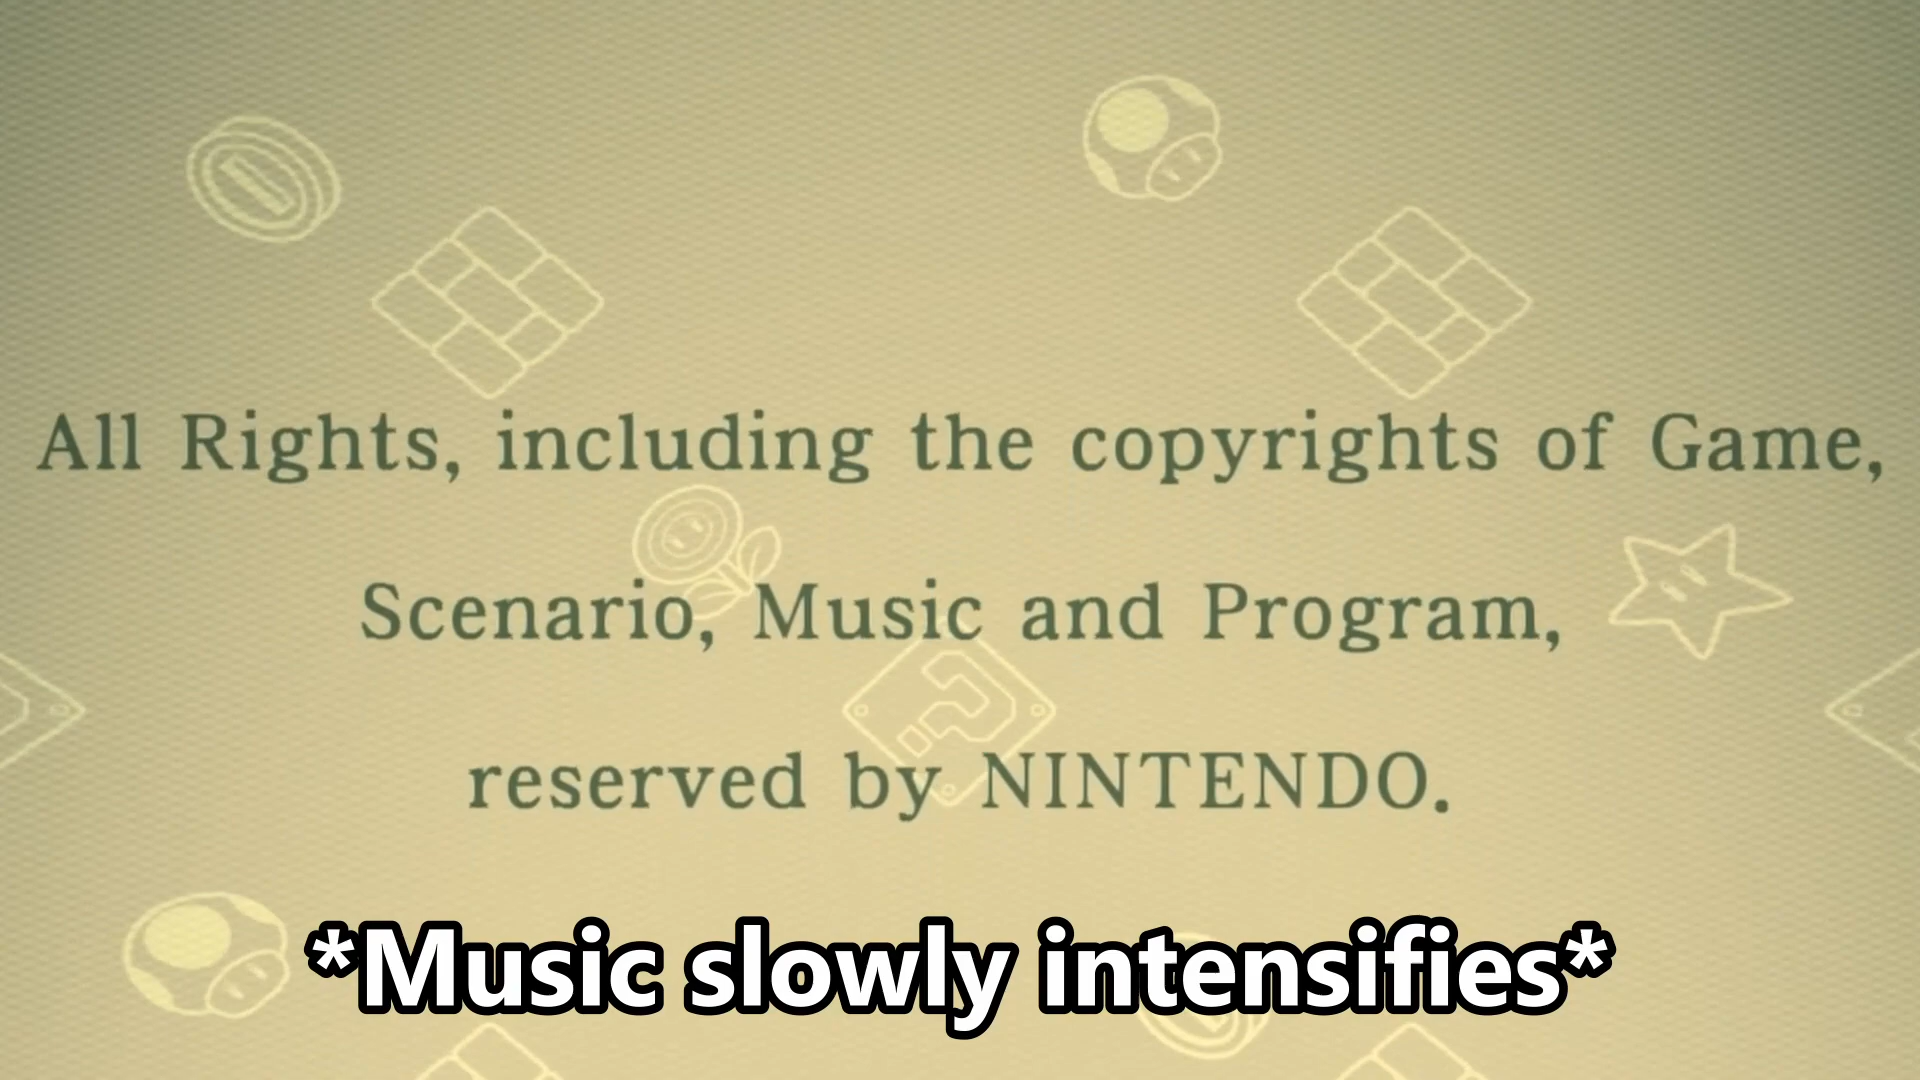 All Rights, including the copyrights of Game,
Scenario, Music and Program,
reserved by NINTENDO.
*Music slowly intensifies*